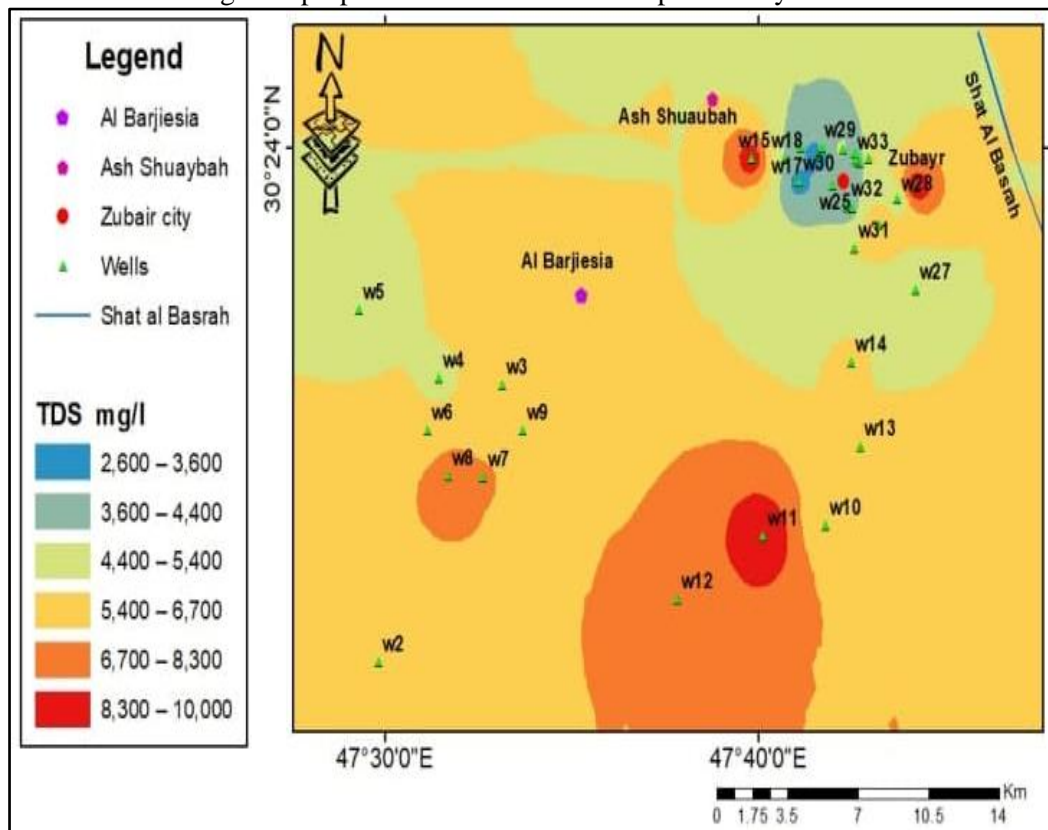 Legend
Al Barjiesia
Ash Shuaybah
Zubair city
Wells
Shat al Basrah
TDS mg/l
2,600 – 3,600
3,600 – 4,400
4,400 – 5,400
5,400 – 6,700
6,700 – 8,300
8,300 – 10,000
N
30°24'0"N
Ash Shuaubah
Shat Al Basrah
w15
w18
w29
w33
w17
w30
Zubayr
w32
w28
w25
w31
Al Barjiesia
w27
w5
w14
w4
w3
w6
w9
w13
w8
w7
w11
w10
w12
w2
47°30'0"E
47°40'0"E
Km
0 1.75 3.5 7 10.5 14